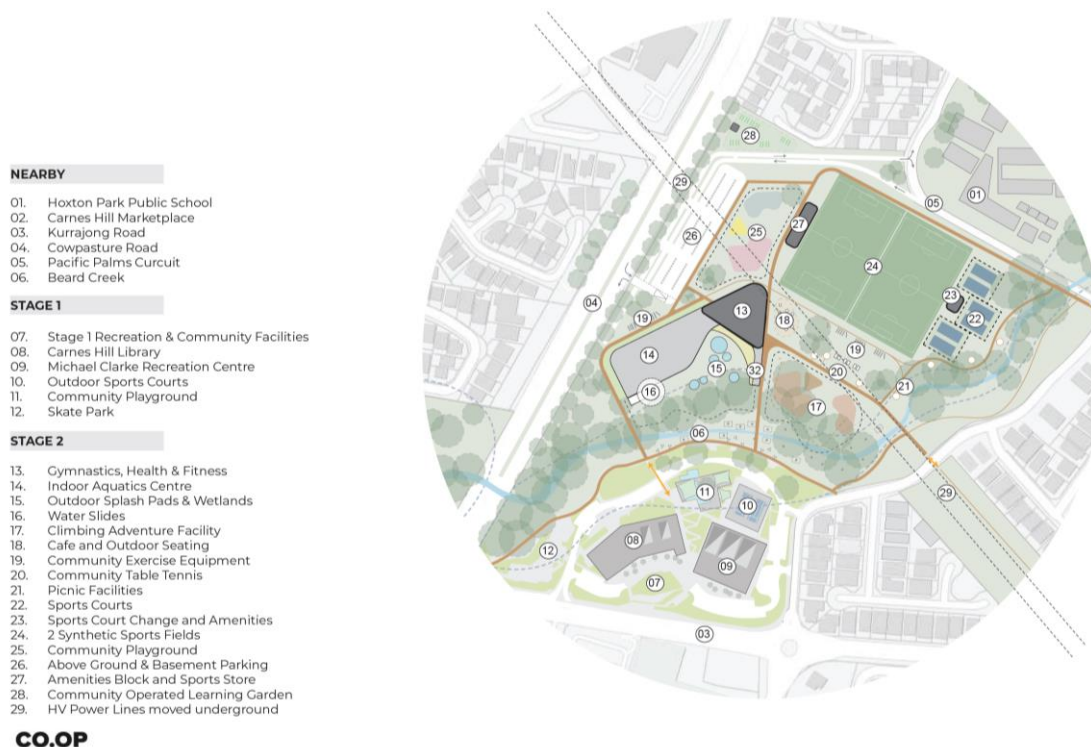 NEARBY
01. Hoxton Park Public School
02. Carnes Hill Marketplace
03. Kurrajong Road
04. Cowpasture Road
05. Pacific Palms Curcuit
06. Beard Creek
STAGE 1
07. Stage 1 Recreation & Community Facilities
08. Carnes Hill Library
09. Michael Clarke Recreation Centre
10. Outdoor Sports Courts
11. Community Playground
12. Skate Park
STAGE 2
13. Gymnastics, Health & Fitness
14. Indoor Aquatics Centre
15. Outdoor Splash Pads & Wetlands
16. Water Slides
17. Climbing Adventure Facility
18. Cafe and Outdoor Seating
19. Community Exercise Equipment
20. Community Table Tennis
21. Picnic Facilities
22. Sports Courts
23. Sports Court Change and Amenities
24. 2 Synthetic Sports Fields
25. Community Playground
26. Above Ground & Basement Parking
27. Amenities Block and Sports Store
28. Community Operated Learning Garden
29. HV Power Lines moved underground
CO.OP
28
29
01
05
27
26
25
24
23
04
13
22
19
18
14
19
15
32
20
21
16
17
06
29
11
10
08
12
09
07
03